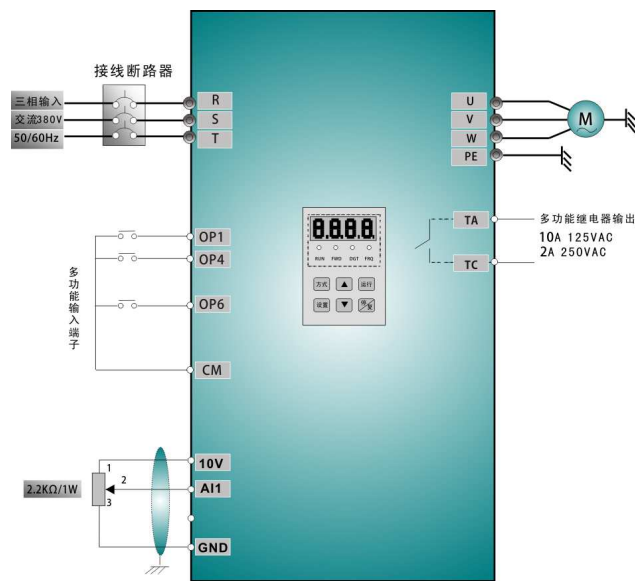 接线断路器
三相输入
交流380V
50/60Hz
R
S
T
U
V
W
PE
M
8.8.8.8.
RUN FWD DGT FRQ
方式 ▲ 运行
设置 ▼ 停/复
TA
TC
多功能继电器输出
10A 125VAC
2A 250VAC
OP1
OP4
OP6
CM
多功能输入端子
10V
AI1
GND
1
2
3
2.2KΩ/1W